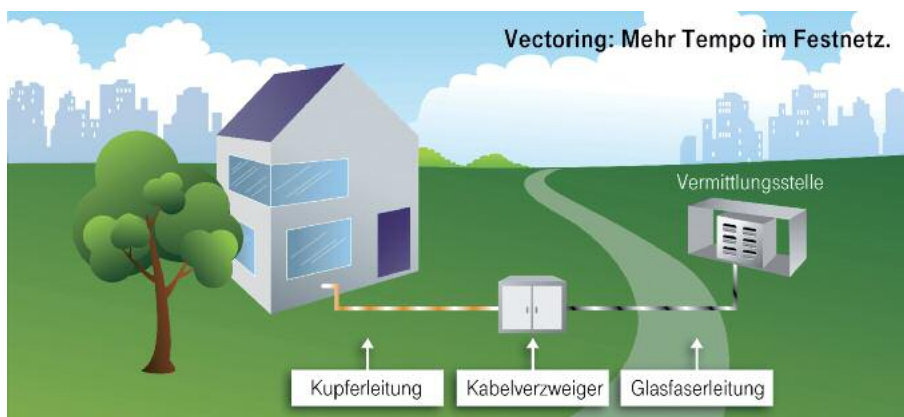 Vectoring: Mehr Tempo im Festnetz.
Vermittlungsstelle
Kupferleitung
Kabelverzweiger
Glasfaserleitung